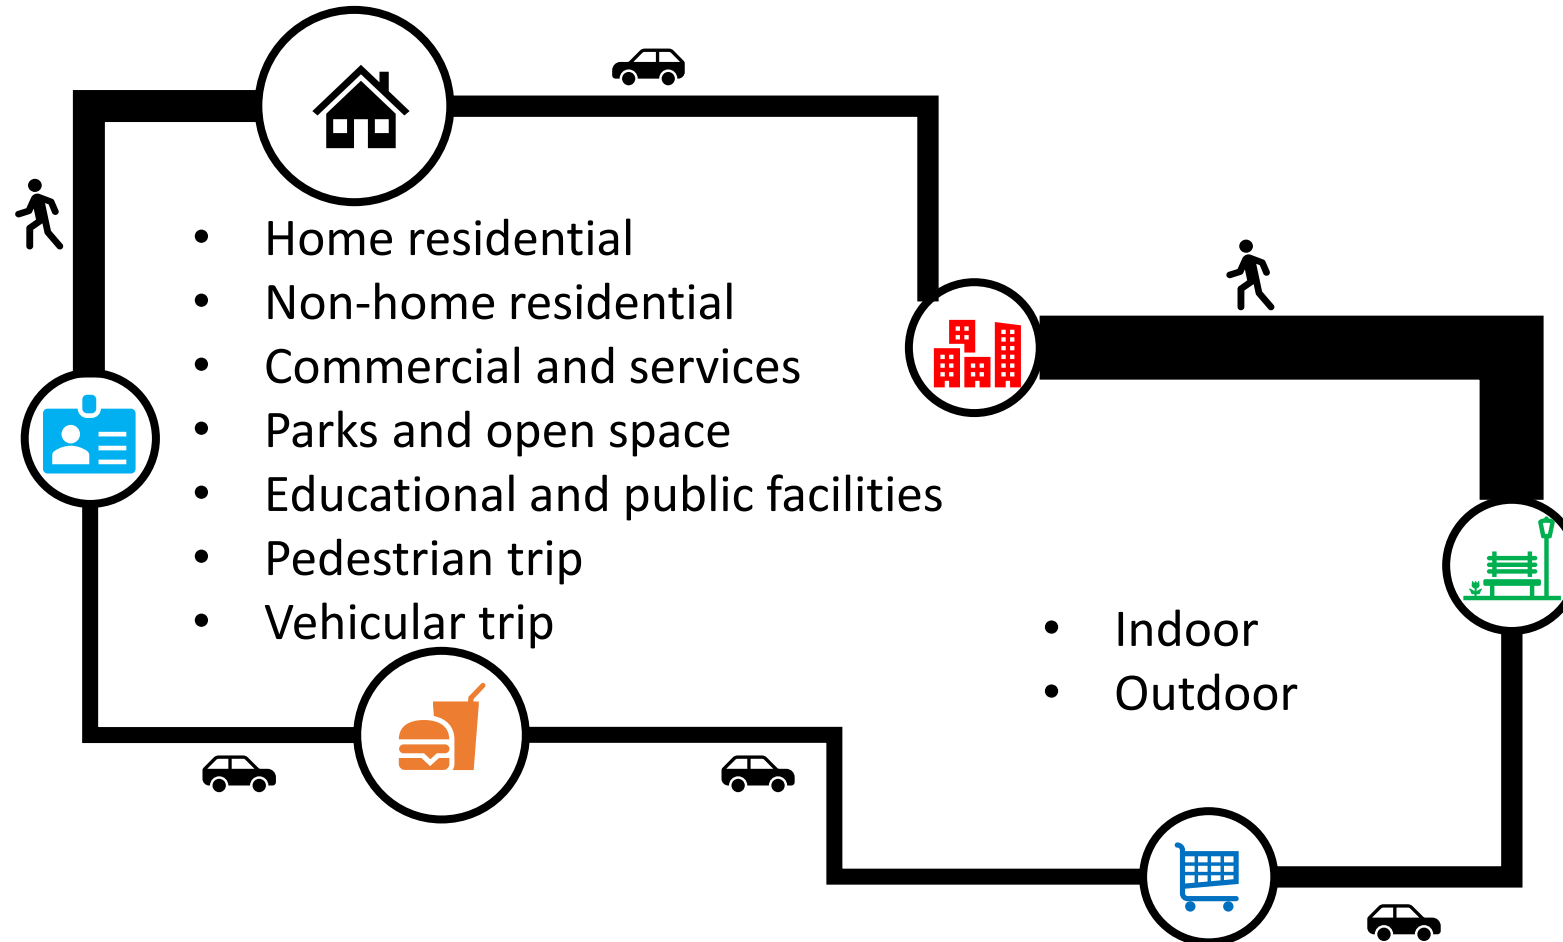 • Home residential
• Non-home residential
• Commercial and services
• Parks and open space
• Educational and public facilities
• Pedestrian trip
• Vehicular trip
• Indoor
• Outdoor